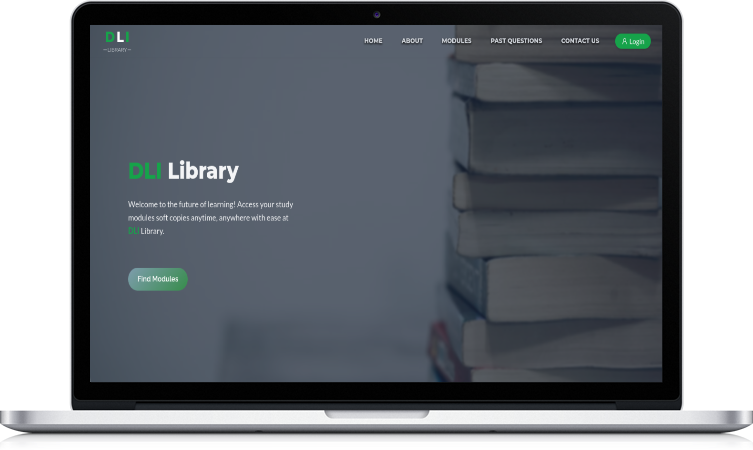 DLI
LIBRARY
HOME ABOUT MODULES PAST QUESTIONS CONTACT US Login
DLI Library
Welcome to the future of learning! Access your study
modules soft copies anytime, anywhere with ease at
DLI Library.
Find Modules